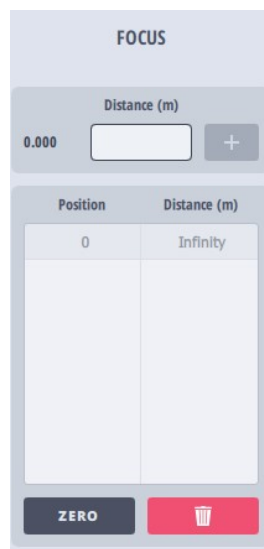 FOCUS
Distance (m)
0.000
+
Position Distance (m)
0 Infinity
ZERO